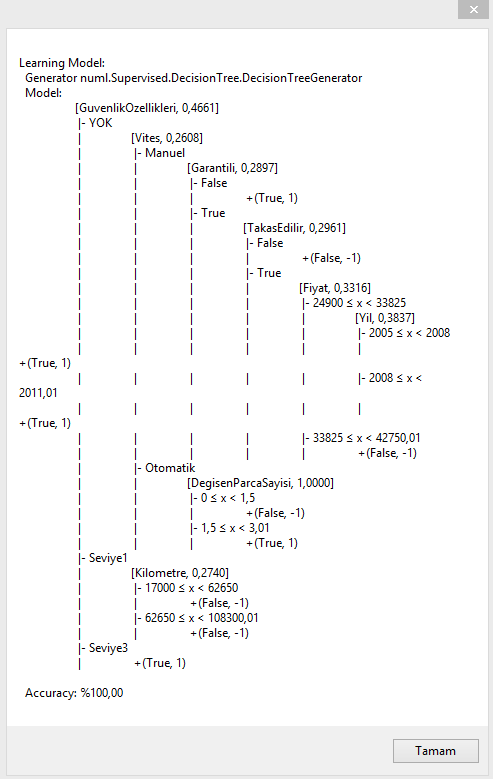 Learning Model:
Generator numl.Supervised.DecisionTree.DecisionTreeGenerator
Model:
[GuvenlikOzellikleri, 0,4661]
|- YOK
| [Vites, 0,2608]
| |- Manuel
| | [Garantili, 0,2897]
| | |- False
| | | +(True, 1)
| | |- True
| | | [TakasEdilir, 0,2961]
| | | |- False
| | | | +(False, -1)
| | | |- True
| | | | [Fiyat, 0,3316]
| | | | |- 24900 ≤ x < 33825
| | | | | [Yil, 0,3837]
| | | | | |- 2005 ≤ x < 2008
| | | | | |
+(True, 1)
| | | | | |- 2008 ≤ x <
2011,01
| | | | | |
+(True, 1)
| | | | |- 33825 ≤ x < 42750,01
| | | | | +(False, -1)
| |- Otomatik
| | [DegisenParcaSayisi, 1,0000]
| | |- 0 ≤ x < 1,5
| | | +(False, -1)
| | |- 1,5 ≤ x < 3,01
| | | +(True, 1)
|- Seviye1
| [Kilometre, 0,2740]
| |- 17000 ≤ x < 62650
| | +(False, -1)
| |- 62650 ≤ x < 108300,01
| | +(False, -1)
|- Seviye3
| +(True, 1)
Accuracy: %100,00
Tamam